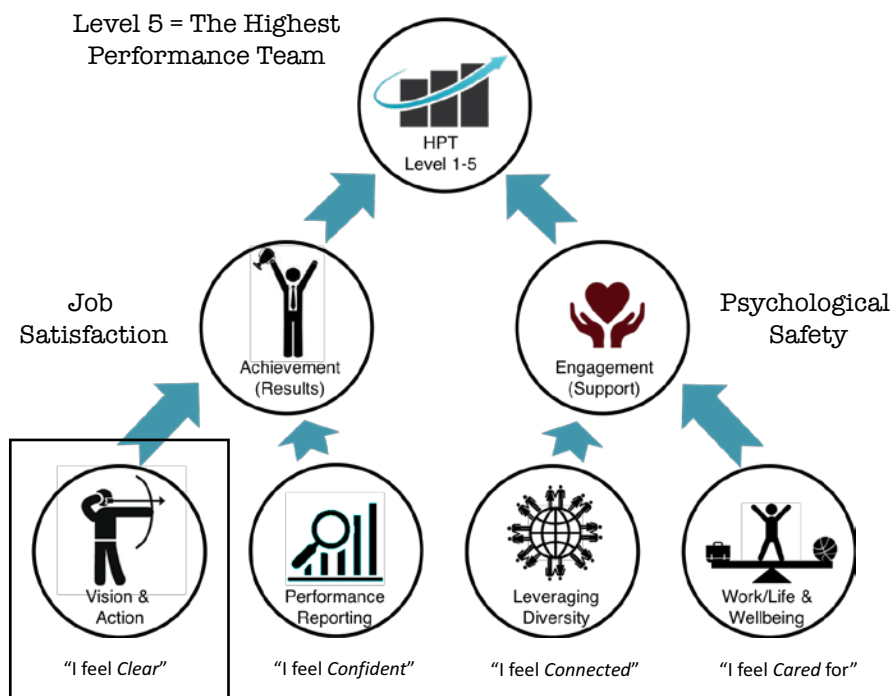 Level 5 = The Highest
Performance Team
HPT
Level 1-5
Job
Satisfaction
Achievement
(Results)
Engagement
(Support)
Psychological
Safety
Vision &
Action
Performance
Reporting
Leveraging
Diversity
Work/Life &
Wellbeing
“I feel Clear”
“I feel Confident”
“I feel Connected”
“I feel Cared for”